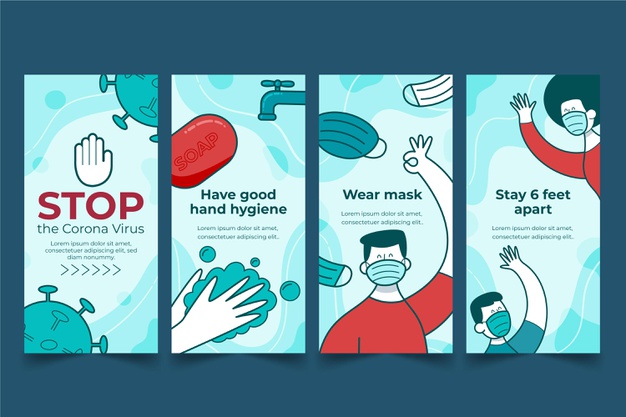 STOP
the Corona Virus
Lorem ipsum dolor sit amet,
consectetuer adipiscing elit, sed
diam nonummy.
SOAP
Have good
hand hygiene
Lorem ipsum dolor sit amet,
consectetuer adipiscing elit..
Wear mask
Lorem ipsum dolor sit amet,
consectetuer adipiscing elit..
Stay 6 feet
apart
Lorem ipsum dolor sit amet,
consectetuer adipiscing elit..